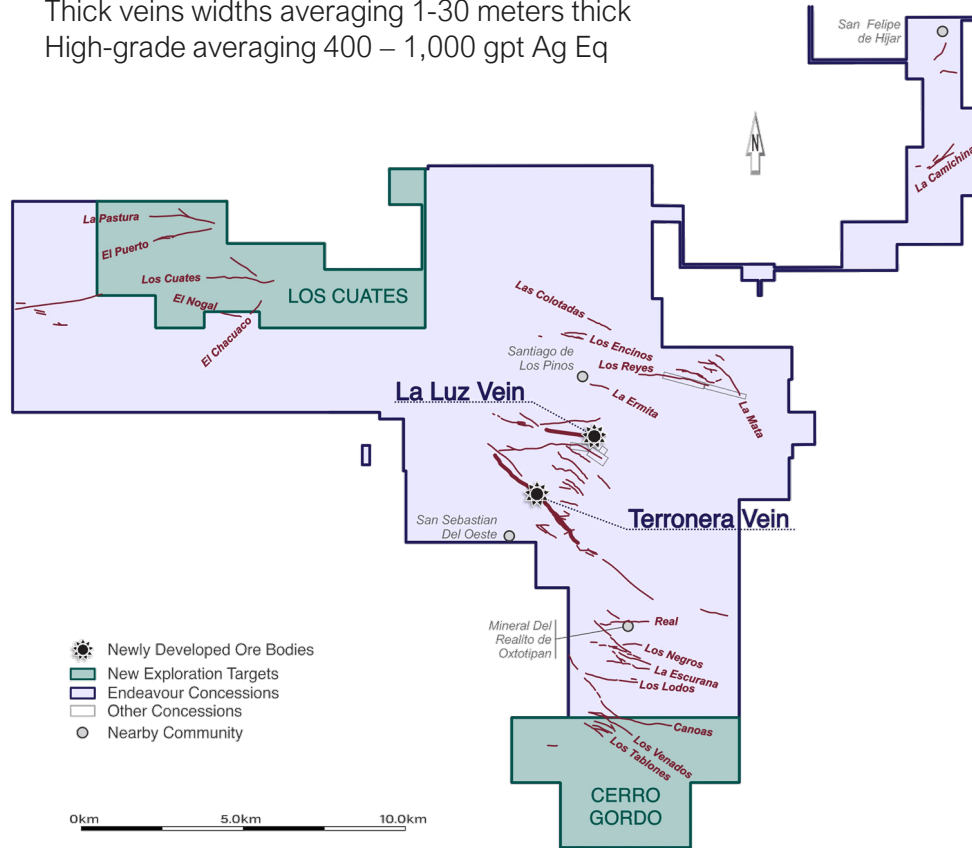 Thick veins widths averaging 1-30 meters thick
High-grade averaging 400 – 1,000 gpt Ag Eq
San Felipe
de Hijar
N
La Camichina
La Pastura
El Puerto
Los Cuates
El Nogal
LOS CUATES
El Chacuaco
Las Colotadas
Los Encinos
Santiago de
Los Pinos
Los Reyes
La Ermita
La Mata
La Luz Vein
Terronera Vein
San Sebastian
Del Oeste
Mineral Del
Realito de
Oxtotipan
Real
Los Negros
La Escurana
Los Lodos
Canoas
Los Venados
Los Tablones
CERRO
GORDO
Newly Developed Ore Bodies
New Exploration Targets
Endeavour Concessions
Other Concessions
Nearby Community
0km 5.0km 10.0km